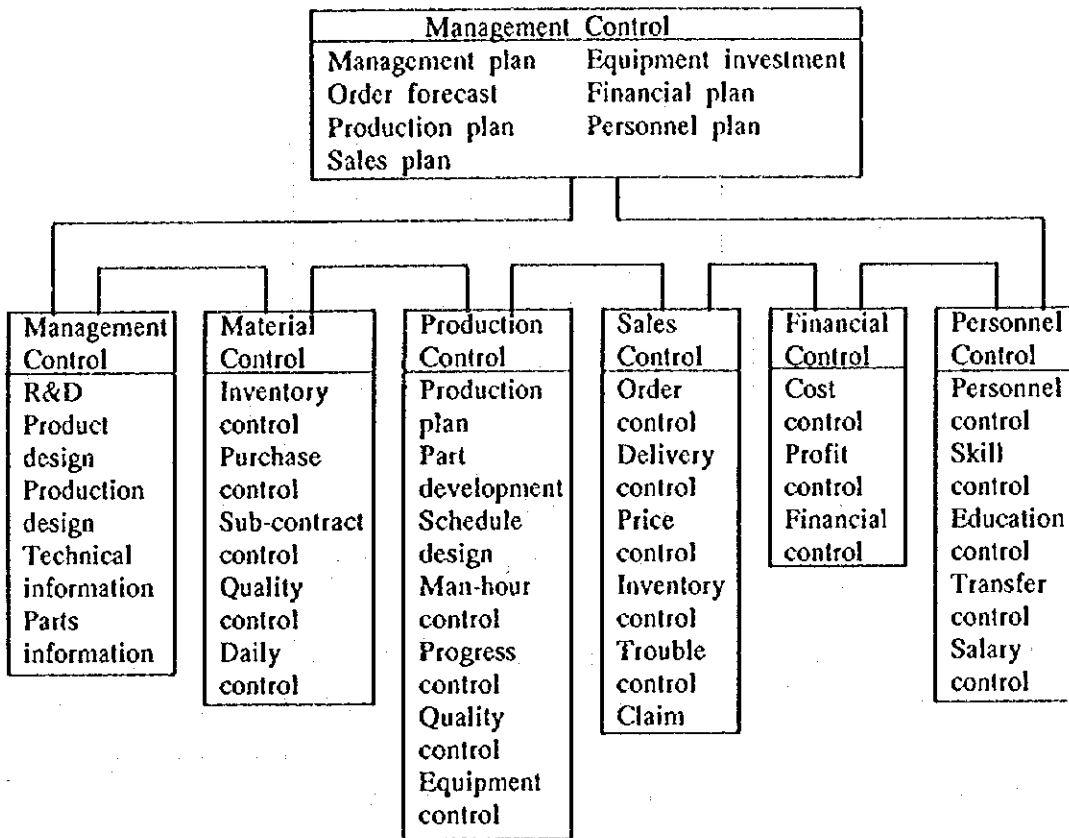 Management Control
Management plan Equipment investment
Order forecast Financial plan
Production plan Personnel plan
Sales plan
Management
Control
R&D
Product
design
Production
design
Technical
information
Parts
information
Material
Control
Inventory
control
Purchase
control
Sub-contract
control
Quality
control
Daily
control
Production
Control
Production
plan
Part
development
Schedule
design
Man-hour
control
Progress
control
Quality
control
Equipment
control
Sales
Control
Order
control
Delivery
control
Price
control
Inventory
control
Trouble
control
Claim
Financial
Control
Cost
control
Profit
control
Financial
control
Personnel
Control
Personnel
control
Skill
control
Education
control
Transfer
control
Salary
control